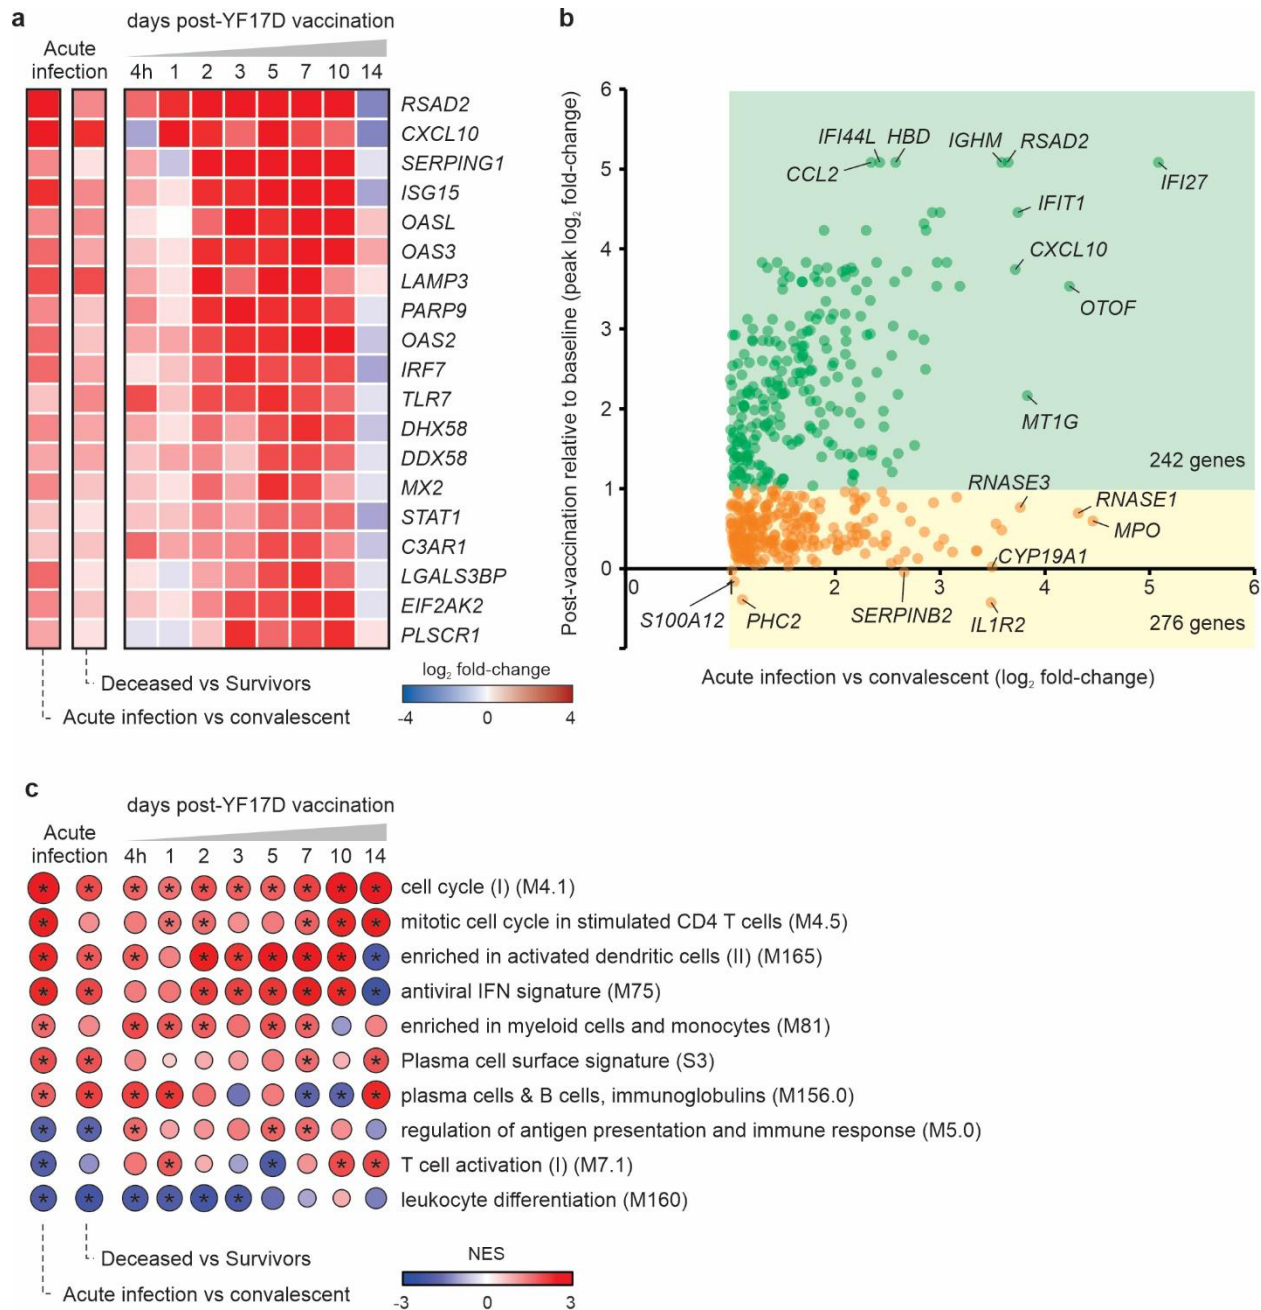 a
days post-YF17D vaccination
Acute
infection
4h 1 2 3 5 7 10 14
RSAD2
CXCL10
SERPING1
ISG15
OASL
OAS3
LAMP3
PARP9
OAS2
IRF7
TLR7
DHX58
DDX58
MX2
STAT1
C3AR1
LGALS3BP
EIF2AK2
PLSCR1
Deceased vs Survivors
Acute infection vs convalescent
log2 fold-change
-4 0 4
b
Post-vaccination relative to baseline (peak log2 fold-change)
6
5
4
3
2
1
0
IFI44L HBD IGHM RSAD2
CCL2
IFI27
IFIT1
CXCL10
OTOF
MT1G
242 genes
RNASE3
RNASE1
MPO
CYP19A1
0 1 2 3 4 5 6
S100A12 PHC2 SERPINB2 IL1R2
276 genes
Acute infection vs convalescent (log2 fold-change)
c
days post-YF17D vaccination
Acute
infection
4h 1 2 3 5 7 10 14
cell cycle (I) (M4.1)
mitotic cell cycle in stimulated CD4 T cells (M4.5)
enriched in activated dendritic cells (II) (M165)
antiviral IFN signature (M75)
enriched in myeloid cells and monocytes (M81)
Plasma cell surface signature (S3)
plasma cells & B cells, immunoglobulins (M156.0)
regulation of antigen presentation and immune response (M5.0)
T cell activation (I) (M7.1)
leukocyte differentiation (M160)
Deceased vs Survivors
Acute infection vs convalescent
NES
-3 0 3